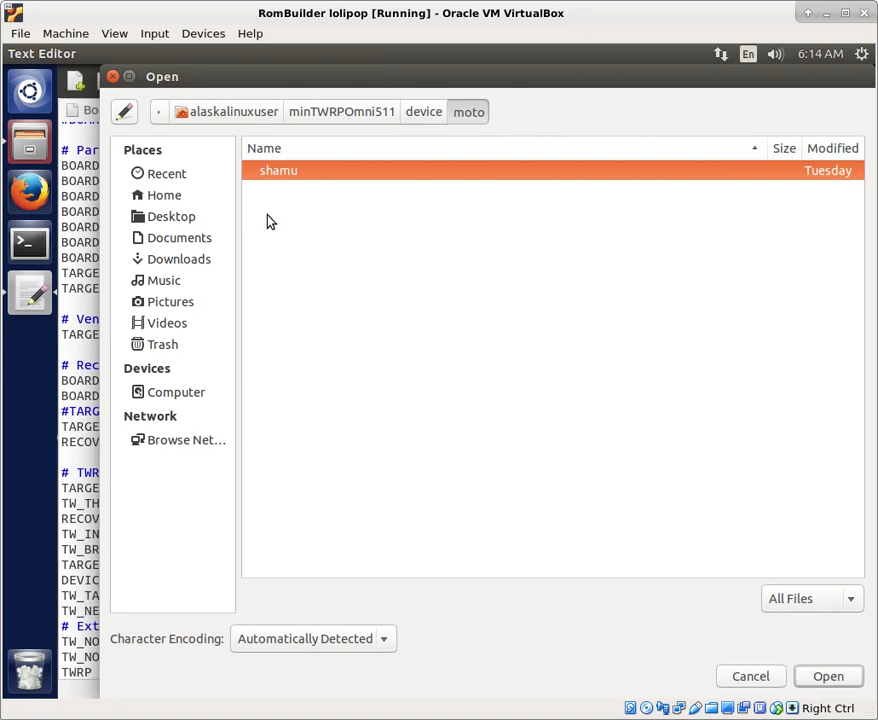 RomBuilder lolipop [Running] - Oracle VM VirtualBox
File Machine View Input Devices Help
Text Editor En 6:14 AM
Open
Bo
alaskalinuxuser minTWRPOmni511 device moto
Places
Name Size Modified
shamu Tuesday
Recent
Home
Desktop
Documents
Downloads
Music
Pictures
Videos
Trash
Devices
Computer
Network
Browse Net...
# Par
BOARD
BOARD
BOARD
BOARD
BOARD
BOARD
BOARD
TARGE
TARGE
# Ven
TARGE
# Rec
BOARD
BOARD
#TARG
TARGE
RECOV
# TWR
TARGE
TW_TH
RECOV
TW_IN
TW_BR
TARGE
DEVIC
TW_TA
TW_NE
# Ext
TW_NO
TW_NO
TWRP
All Files
Character Encoding: Automatically Detected
Cancel Open
Right Ctrl